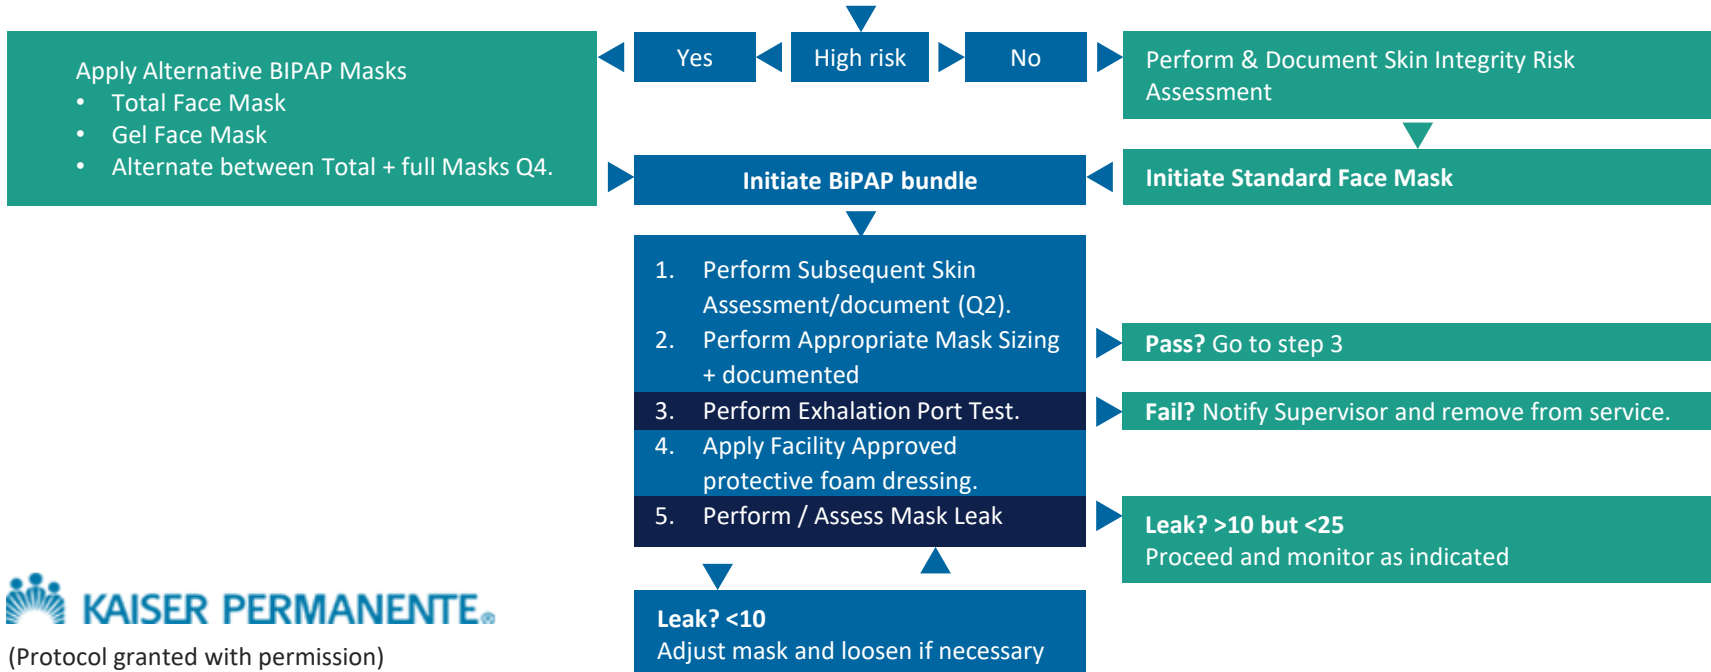 Yes
High risk
No
Apply Alternative BIPAP Masks
• Total Face Mask
• Gel Face Mask
• Alternate between Total + full Masks Q4.
Perform & Document Skin Integrity Risk
Assessment
Initiate BiPAP bundle
Initiate Standard Face Mask
1. Perform Subsequent Skin
Assessment/document (Q2).
2. Perform Appropriate Mask Sizing
+ documented
3. Perform Exhalation Port Test.
4. Apply Facility Approved
protective foam dressing.
5. Perform / Assess Mask Leak
Pass? Go to step 3
Fail? Notify Supervisor and remove from service.
Leak? >10 but <25
Proceed and monitor as indicated
Leak? <10
Adjust mask and loosen if necessary
KAISER PERMANENTE®
(Protocol granted with permission)